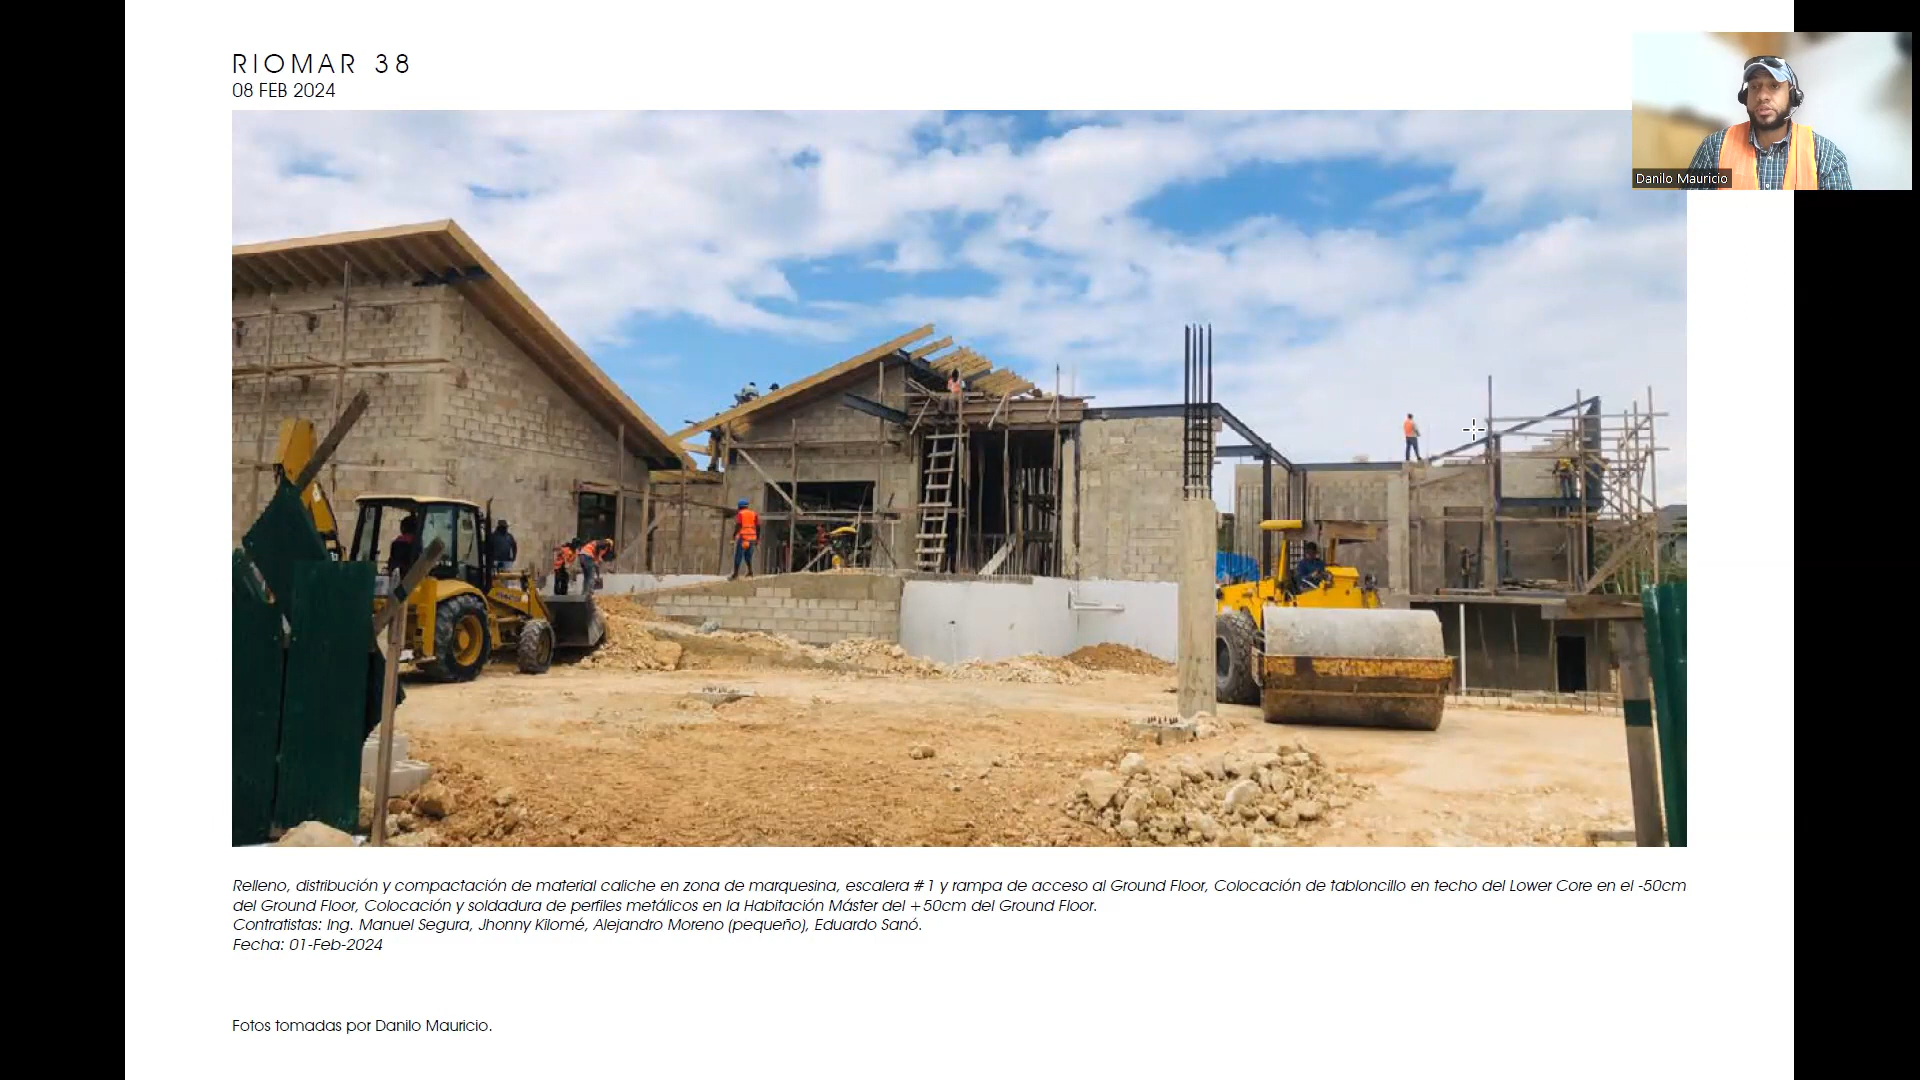 RIOMAR 38
08 FEB 2024
Danilo Mauricio
Relleno, distribución y compactación de material caliche en zona de marquesina, escalera #1 y rampa de acceso al Ground Floor, Colocación de tabloncillo en techo del Lower Core en el -50cm
del Ground Floor, Colocación y soldadura de perfiles metálicos en la Habitación Máster del +50cm del Ground Floor.
Contratistas: Ing. Manuel Segura, Jhonny Kilomé, Alejandro Moreno (pequeño), Eduardo Sanó.
Fecha: 01-Feb-2024
Fotos tomadas por Danilo Mauricio.